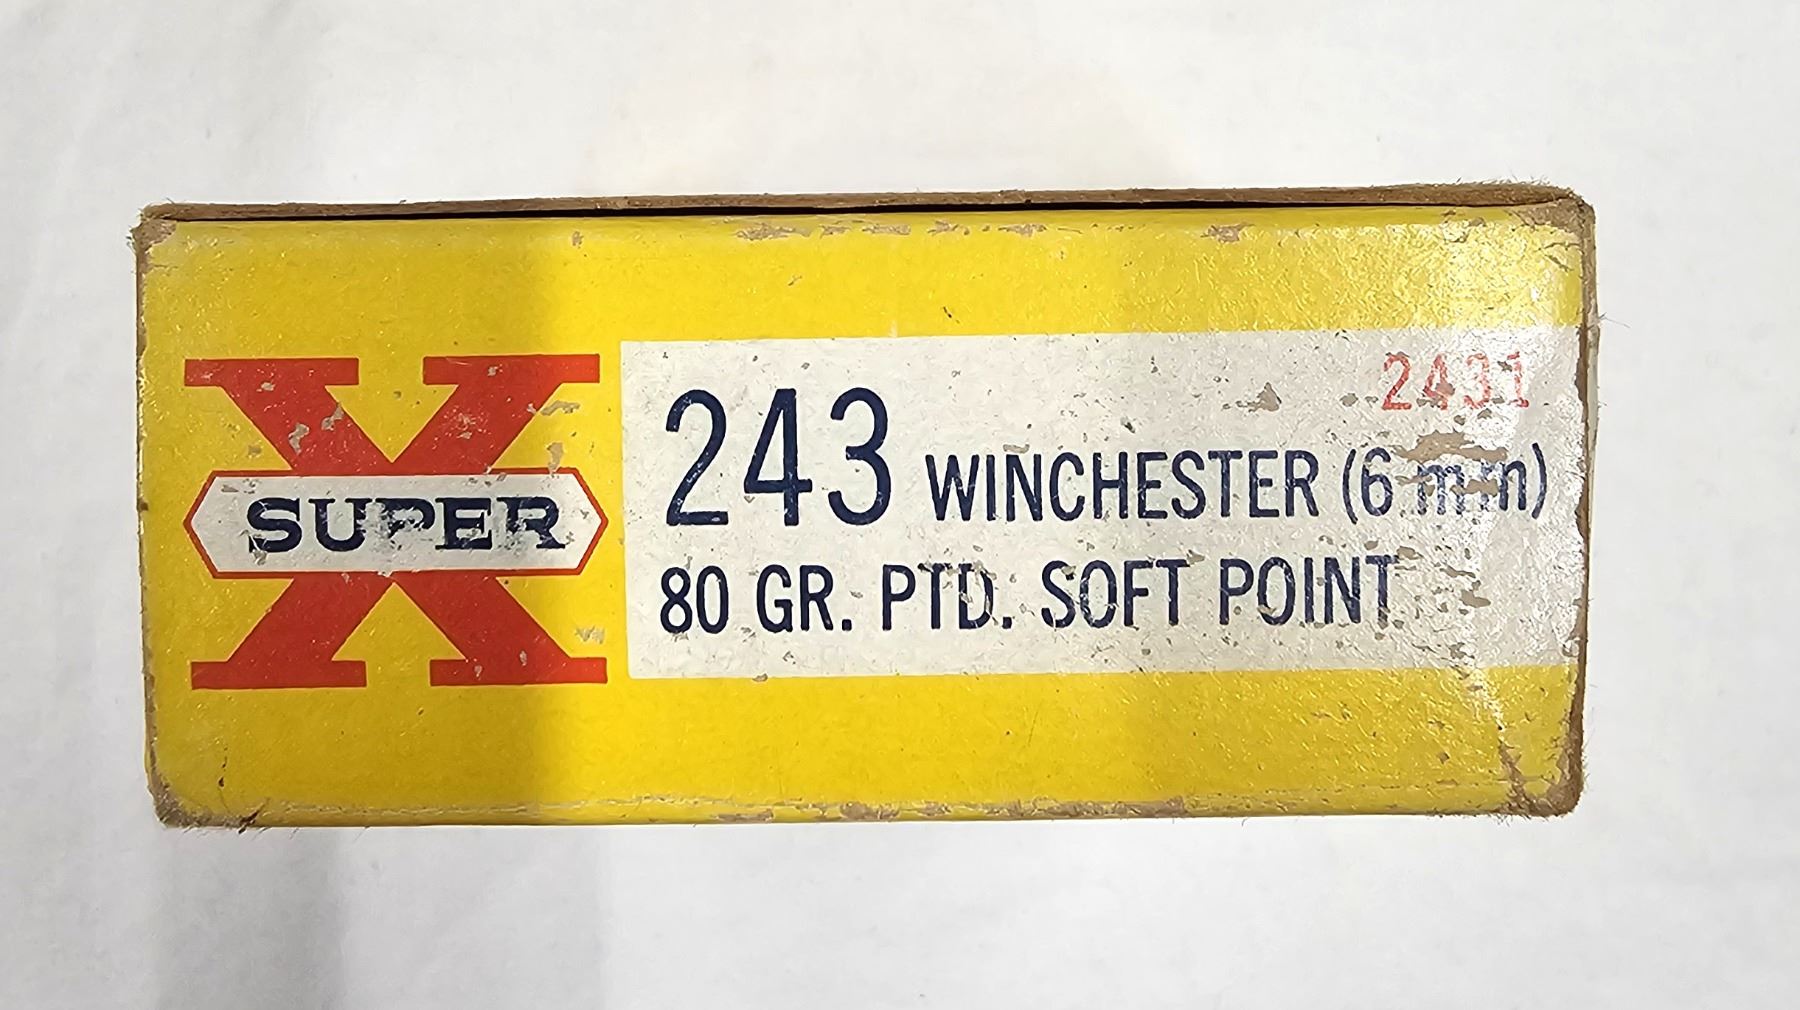 SUPER X
2431
243 WINCHESTER (6 mm)
80 GR. PTD. SOFT POINT